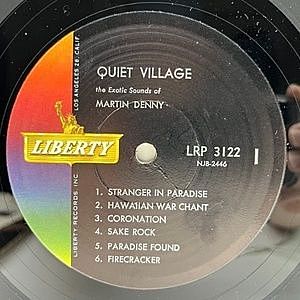 QUIET VILLAGE
the Exotic Sounds of
MARTIN DENNY
LIBERTY
LRP 3122
NJB-2446
1
1. STRANGER IN PARADISE
2. HAWAIIAN WAR CHANT
3. CORONATION
4. SAKE ROCK
5. PARADISE FOUND
6. FIRECRACKER
LIBERTY RECORDS, INC.
LOS ANGELES 28, CALIF.